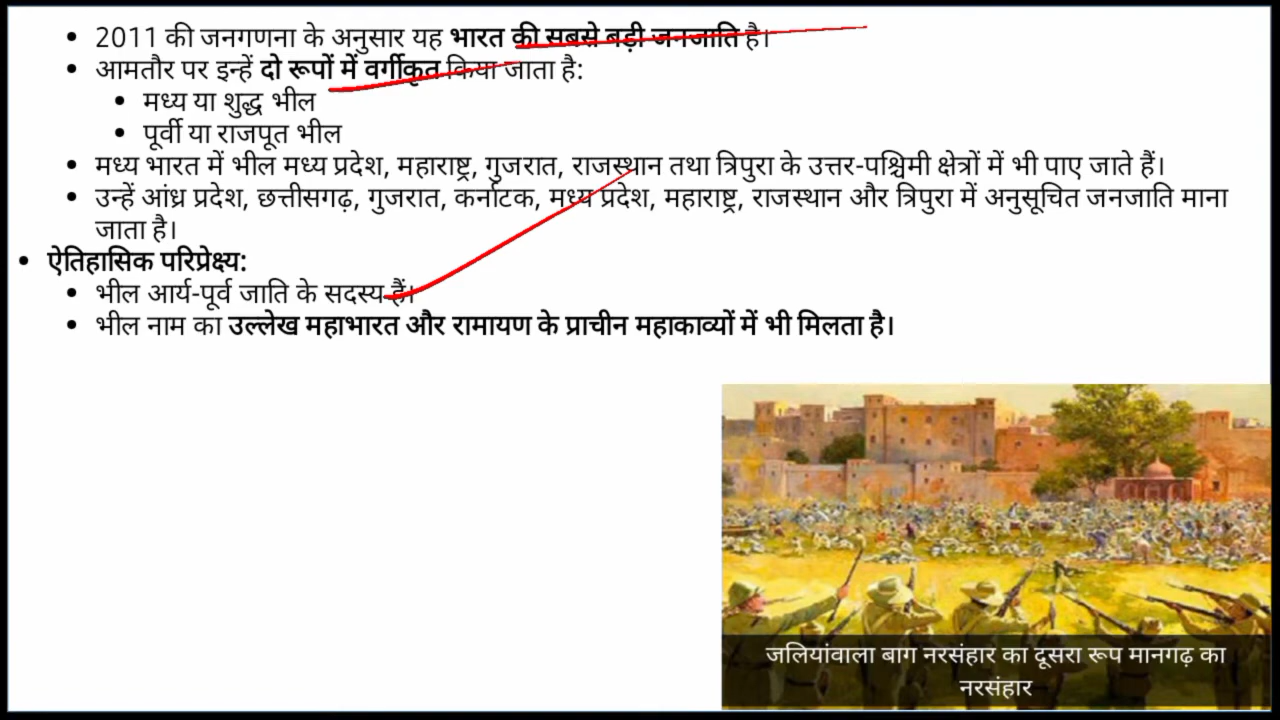 • 2011 की जनगणना के अनुसार यह भारत की सबसे बड़ी जनजाति है।
• आमतौर पर इन्हें दो रूपों में वर्गीकृत किया जाता है:
• मध्य या शुद्ध भील
• पूर्वी या राजपूत भील
• मध्य भारत में भील मध्य प्रदेश, महाराष्ट्र, गुजरात, राजस्थान तथा त्रिपुरा के उत्तर-पश्चिमी क्षेत्रों में भी पाए जाते हैं।
• उन्हें आंध्र प्रदेश, छत्तीसगढ़, गुजरात, कर्नाटक, मध्य प्रदेश, महाराष्ट्र, राजस्थान और त्रिपुरा में अनुसूचित जनजाति माना
जाता है।
• ऐतिहासिक परिप्रेक्ष्य:
• भील आर्य-पूर्व जाति के सदस्य हैं।
• भील नाम का उल्लेख महाभारत और रामायण के प्राचीन महाकाव्यों में भी मिलता है।
जलियांवाला बाग नरसंहार का दूसरा रूप मानगढ़ का
नरसंहार